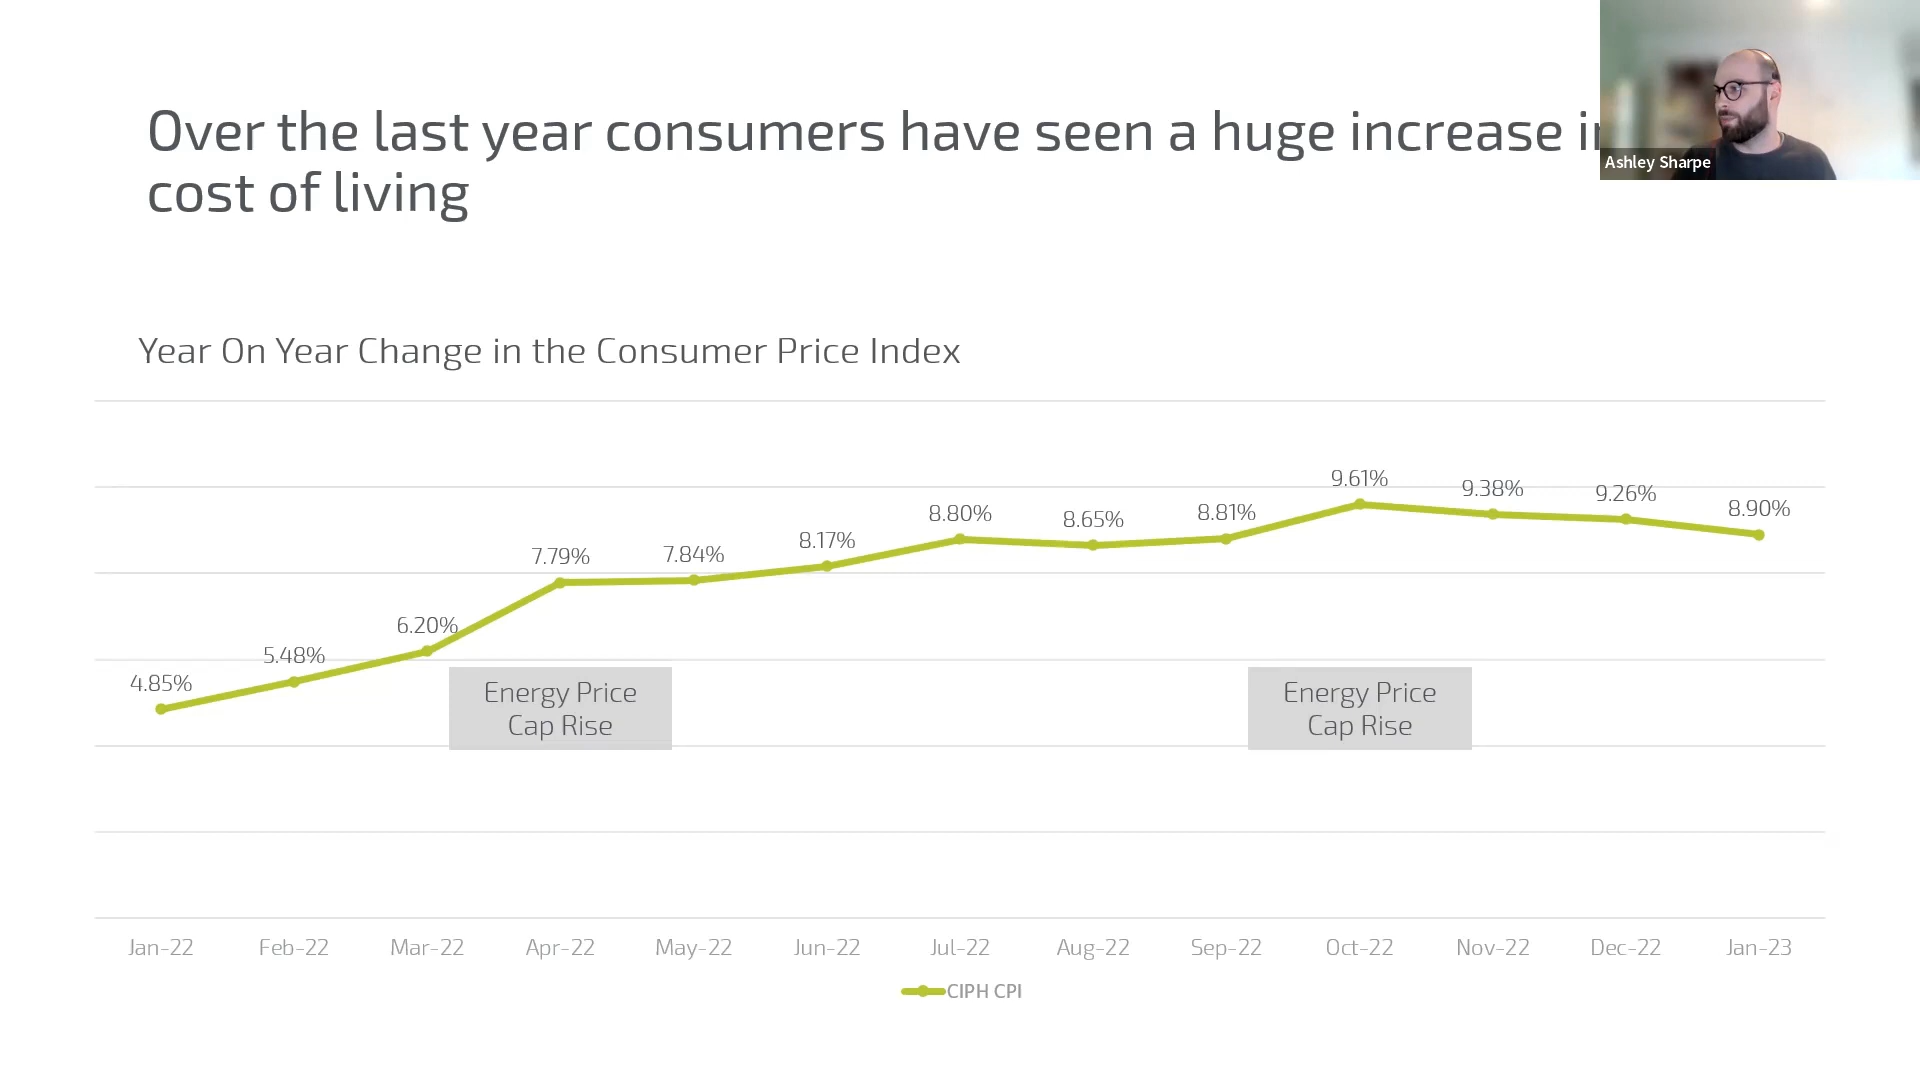 Over the last year consumers have seen a huge increase
cost of living
Ashley Sharpe
Year On Year Change in the Consumer Price Index
4.85%
5.48%
6.20%
7.79%
7.84%
8.17%
8.80%
8.65%
8.81%
9.61%
9.38%
9.26%
8.90%
Energy Price
Cap Rise
Energy Price
Cap Rise
Jan-22 Feb-22 Mar-22 Apr-22 May-22 Jun-22 Jul-22 Aug-22 Sep-22 Oct-22 Nov-22 Dec-22 Jan-23
CIPH CPI